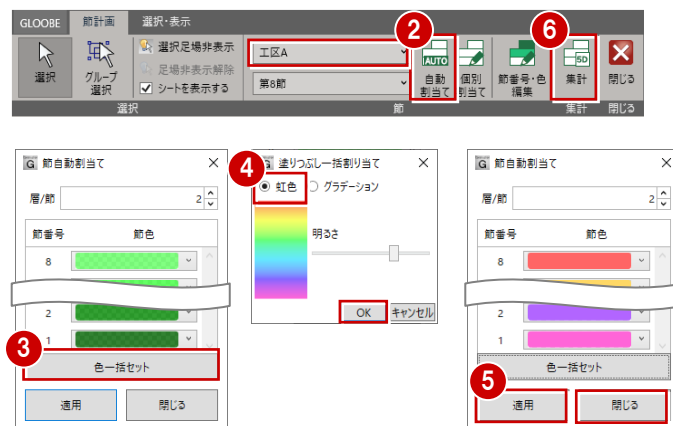 GLOOBE 節計画 選択・表示
選択
グループ
選択
選択足場非表示
足場非表示解除
シートを表示する
選択
工区A
第8節
2
AUTO
自動
割当て
個別
割当て
節番号・色
編集
節
6
5D
集計
集計
閉じる
閉じる
G 節自動割当て
層/節 2
節番号 節色
8
2
1
3
色一括セット
適用 閉じる
4
G 塗りつぶし一括割り当て
虹色 グラデーション
明るさ
OK キャンセル
G 節自動割当て
層/節 2
節番号 節色
8
2
1
色一括セット
5
適用 閉じる